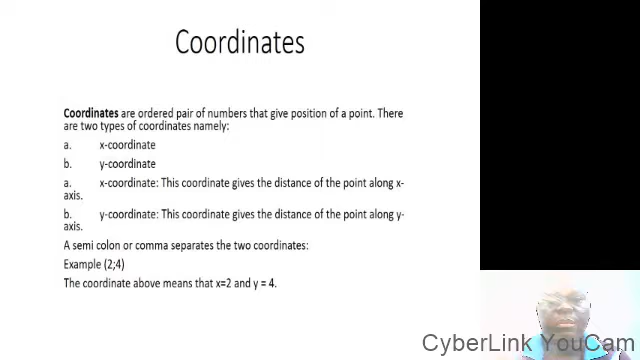 Coordinates
Coordinates are ordered pair of numbers that give position of a point. There
are two types of coordinates namely:
a. x-coordinate
b. y-coordinate
a. x-coordinate: This coordinate gives the distance of the point along x-
axis.
b. y-coordinate: This coordinate gives the distance of the point along y-
axis.
A semi colon or comma separates the two coordinates:
Example (2;4)
The coordinate above means that x=2 and y = 4.
CyberLink YouCam